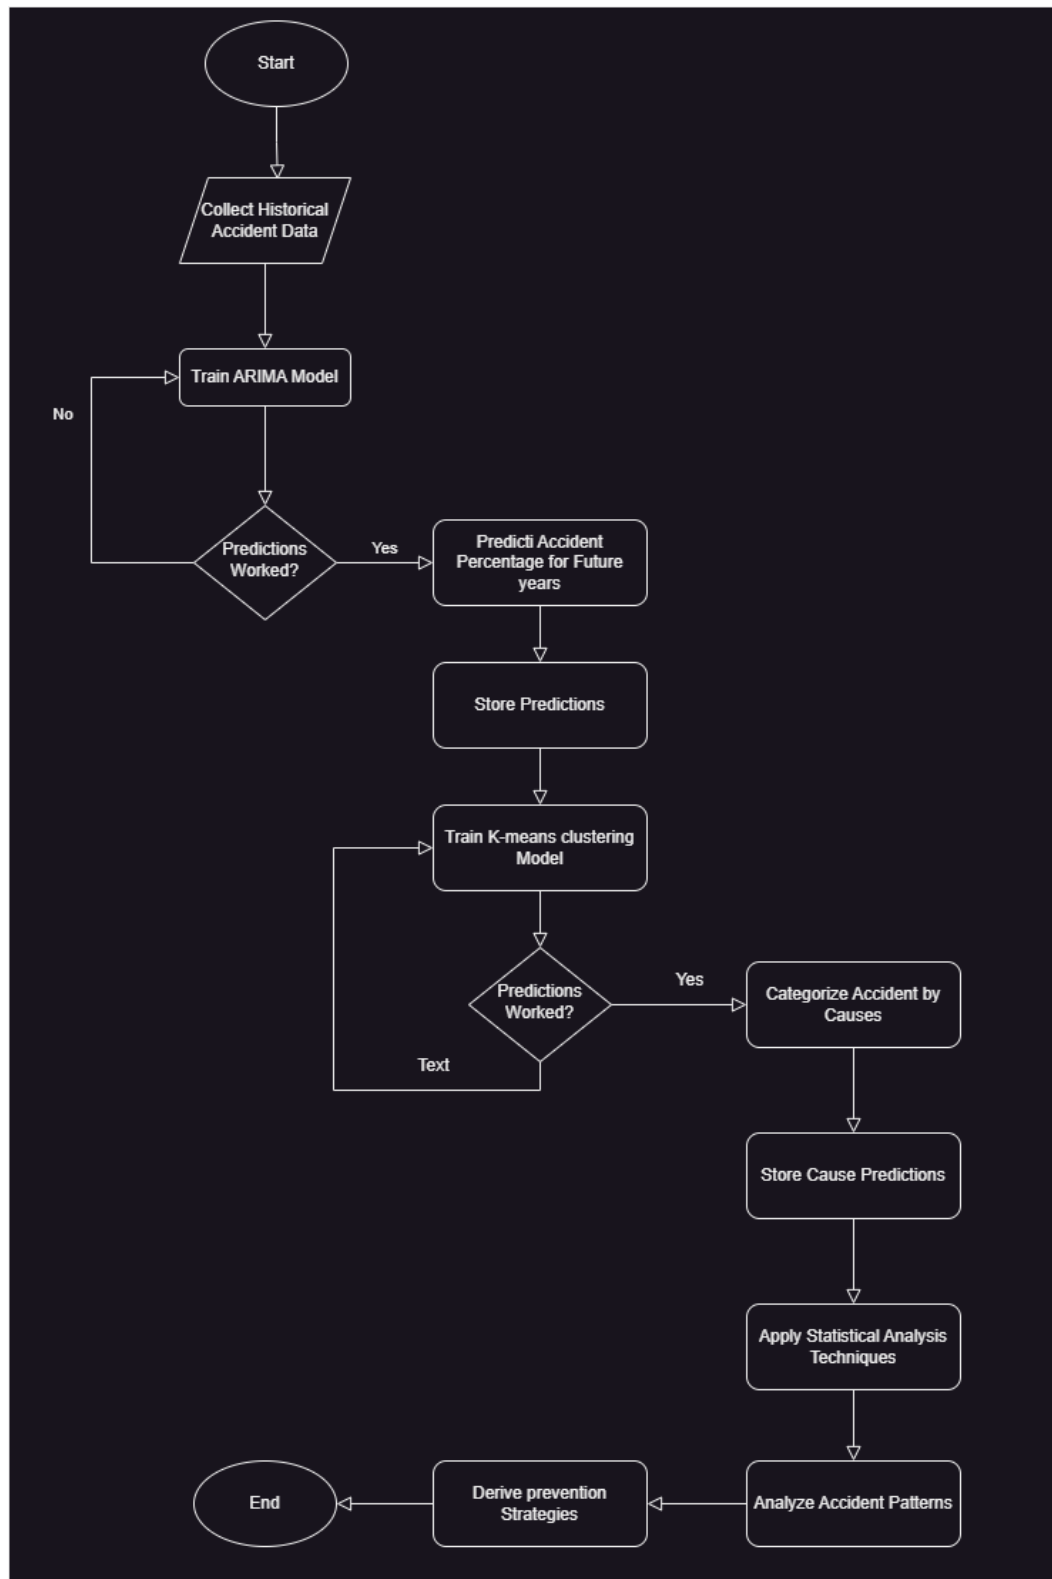 Start
Collect Historical
Accident Data
Train ARIMA Model
No
Predictions
Worked?
Yes
Predicti Accident
Percentage for Future
years
Store Predictions
Train K-means clustering
Model
Predictions
Worked?
Yes
Text
Categorize Accident by
Causes
Store Cause Predictions
Apply Statistical Analysis
Techniques
Analyze Accident Patterns
Derive prevention
Strategies
End